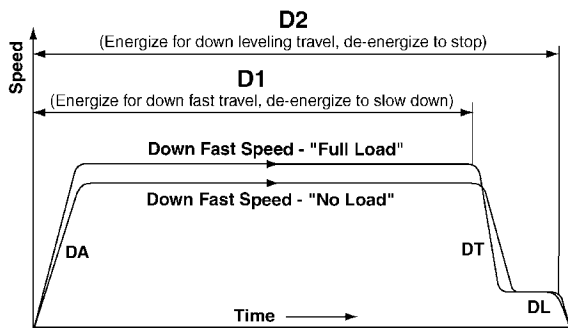 D2
(Energize for down leveling travel, de-energize to stop)
Speed
D1
(Energize for down fast travel, de-energize to slow down)
Down Fast Speed - "Full Load"
Down Fast Speed - "No Load"
DA
DT
DL
Time